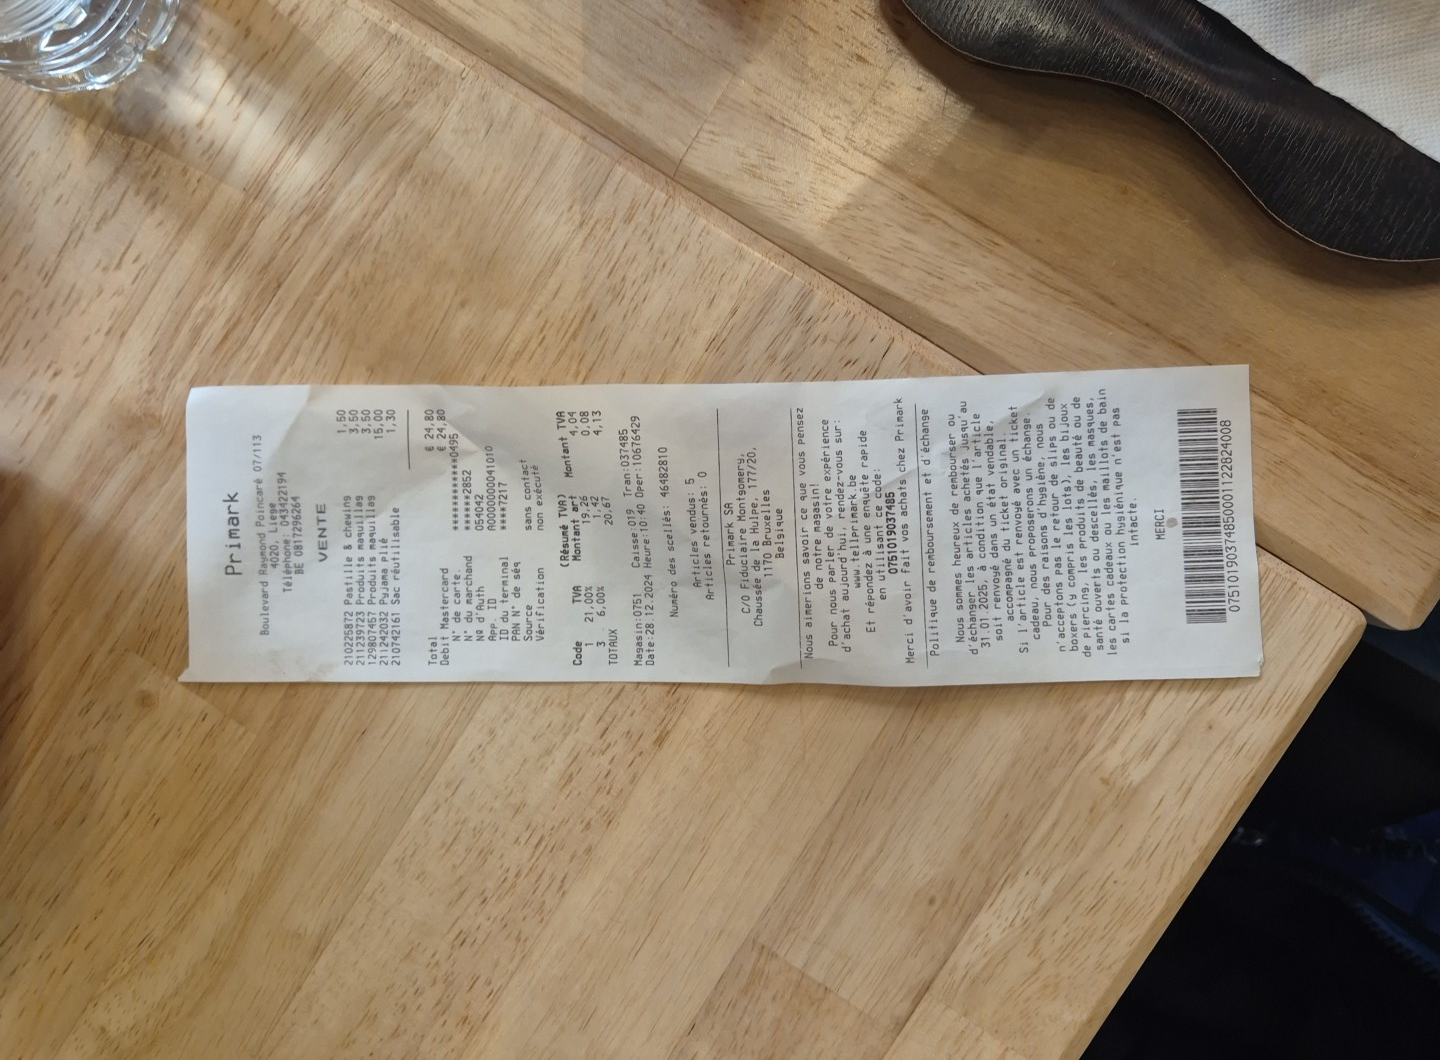 Primark
Boulevard Raymond Poincaré 07/113
4020, Liege
Téléphone: 043422194
BE 0817296264
VENTE
210225872 Pastille & chewing 1,50
211239723 Produits maquillag 3,50
129807457 Produits maquillag 3,50
211242032 Pyjama plié 15,00
210742161 Sac réutilisable 1,30
Total € 24,80
Debit Mastercard € 24,80
N° de carte. ************0495
N° du marchand ******2852
Nº d'Auth 054042
App. ID A0000000041010
ID du terminal ****7217
PAN N° de séq
Source sans contact
Vérification non exécuté
(Résumé TVA)
Code TVA Montant Net Montant TVA
1 21,00% 19,26 4,04
3 6,00% 1,42 0,08
TOTAUX 20,67 4,13
Magasin:0751 Caisse:019 Tran:037485
Date:28.12.2024 Heure:10:40 Oper:10676429
Numéro des scellés: 46482810
Articles vendus: 5
Articles retournés: 0
Primark SA
C/O Fiduciaire Montgomery,
Chaussée de la Hulpe 177/20,
1170 Bruxelles
Belgique
Nous aimerions savoir ce que vous pensez
de notre magasin!
Pour nous parler de votre expérience
d'achat aujourd'hui, rendez-vous sur:
www.tellprimark.be
Et répondez à une enquête rapide
en utilisant ce code:
0751019037485
Merci d'avoir fait vos achats chez Primark
Politique de remboursement et d'échange
Nous sommes heureux de rembourser ou
d'échanger les articles achetés jusqu'au
31.01.2025, à condition que l'article
soit renvoyé dans un état vendable,
accompagné du ticket original.
Si l'article est renvoyé avec un ticket
cadeau, nous proposerons un échange.
Pour des raisons d'hygiène, nous
n'acceptons pas le retour de slips ou de
boxers (y compris les lots), les bijoux
de piercing, les produits de beauté ou de
santé ouverts ou descellés, les masques,
les cartes cadeaux ou les maillots de bain
si la protection hygiénique n'est pas
intacte.
MERCI